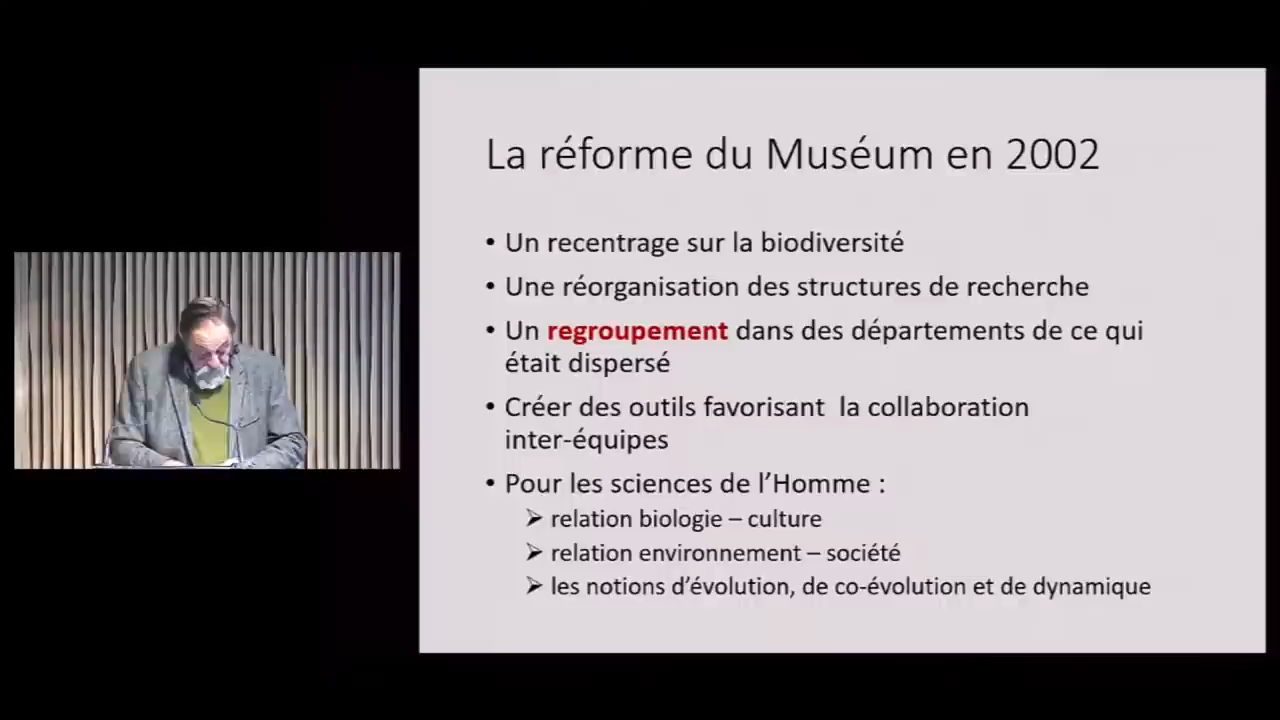 La réforme du Muséum en 2002
• Un recentrage sur la biodiversité
• Une réorganisation des structures de recherche
• Un regroupement dans des départements de ce qui
était dispersé
• Créer des outils favorisant la collaboration
inter-équipes
• Pour les sciences de l'Homme :
➢ relation biologie – culture
➢ relation environnement – société
➢ les notions d'évolution, de co-évolution et de dynamique